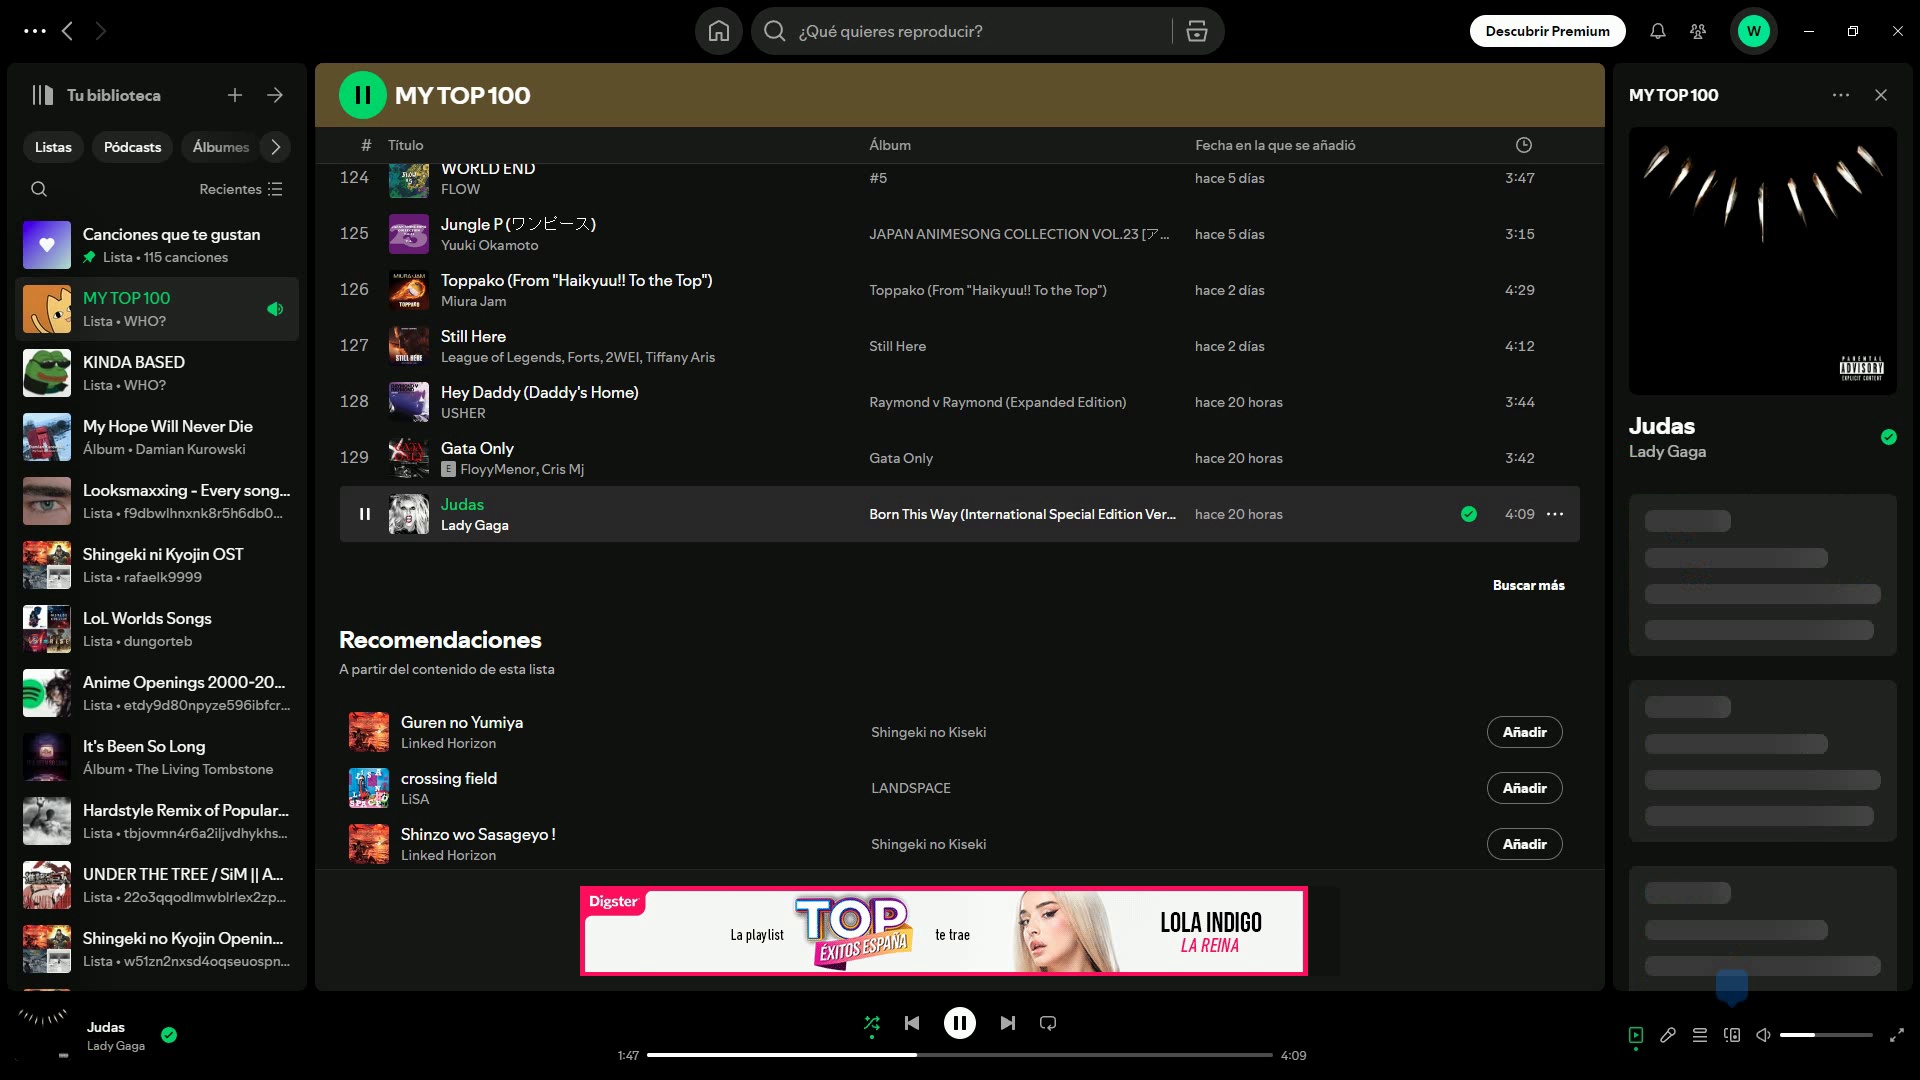 ¿Qué quieres reproducir?
Descubrir Premium
W
Tu biblioteca
Listas
Pódcasts
Álbumes
Recientes
Canciones que te gustan
Lista • 115 canciones
MY TOP 100
Lista • WHO?
KINDA BASED
Lista • WHO?
My Hope Will Never Die
Álbum • Damian Kurowski
Looksmaxxing - Every song...
Lista • f9dbwlhnxnk8r5h6db0...
Shingeki ni Kyojin OST
Lista • rafaelk9999
LoL Worlds Songs
Lista • dungorteb
Anime Openings 2000-20...
Lista • etdy9d80npyze596ibfcr...
It's Been So Long
Álbum • The Living Tombstone
Hardstyle Remix of Popular...
Lista • tbjovmn4r6a2iljvdhykhs...
UNDER THE TREE / SiM || A...
Lista • 22o3qqodlmwblrlex2zp...
Shingeki no Kyojin Openin...
Lista • w51zn2nxsd4oqseuospn...
MY TOP 100
# Título Álbum Fecha en la que se añadió
124 WORLD END #5 hace 5 días 3:47
FLOW
125 Jungle P (ワンピース) JAPAN ANIMESONG COLLECTION VOL.23 [ア... hace 5 días 3:15
Yuuki Okamoto
126 Toppako (From "Haikyuu!! To the Top") Toppako (From "Haikyuu!! To the Top") hace 2 días 4:29
Miura Jam
127 Still Here Still Here hace 2 días 4:12
League of Legends, Forts, 2WEI, Tiffany Aris
128 Hey Daddy (Daddy's Home) Raymond v Raymond (Expanded Edition) hace 20 horas 3:44
USHER
129 Gata Only Gata Only hace 20 horas 3:42
E FloyyMenor, Cris Mj
Judas Born This Way (International Special Edition Ver... hace 20 horas 4:09
Lady Gaga
Buscar más
Recomendaciones
A partir del contenido de esta lista
Guren no Yumiya Shingeki no Kiseki Añadir
Linked Horizon
crossing field LANDSPACE Añadir
LiSA
Shinzo wo Sasageyo ! Shingeki no Kiseki Añadir
Linked Horizon
Digster
La playlist
TOP
ÉXITOS ESPAÑA
te trae
LOLA INDIGO
LA REINA
MY TOP 100
PARENTAL
ADVISORY
EXPLICIT CONTENT
Judas
Lady Gaga
Judas
Lady Gaga
1:47
4:09